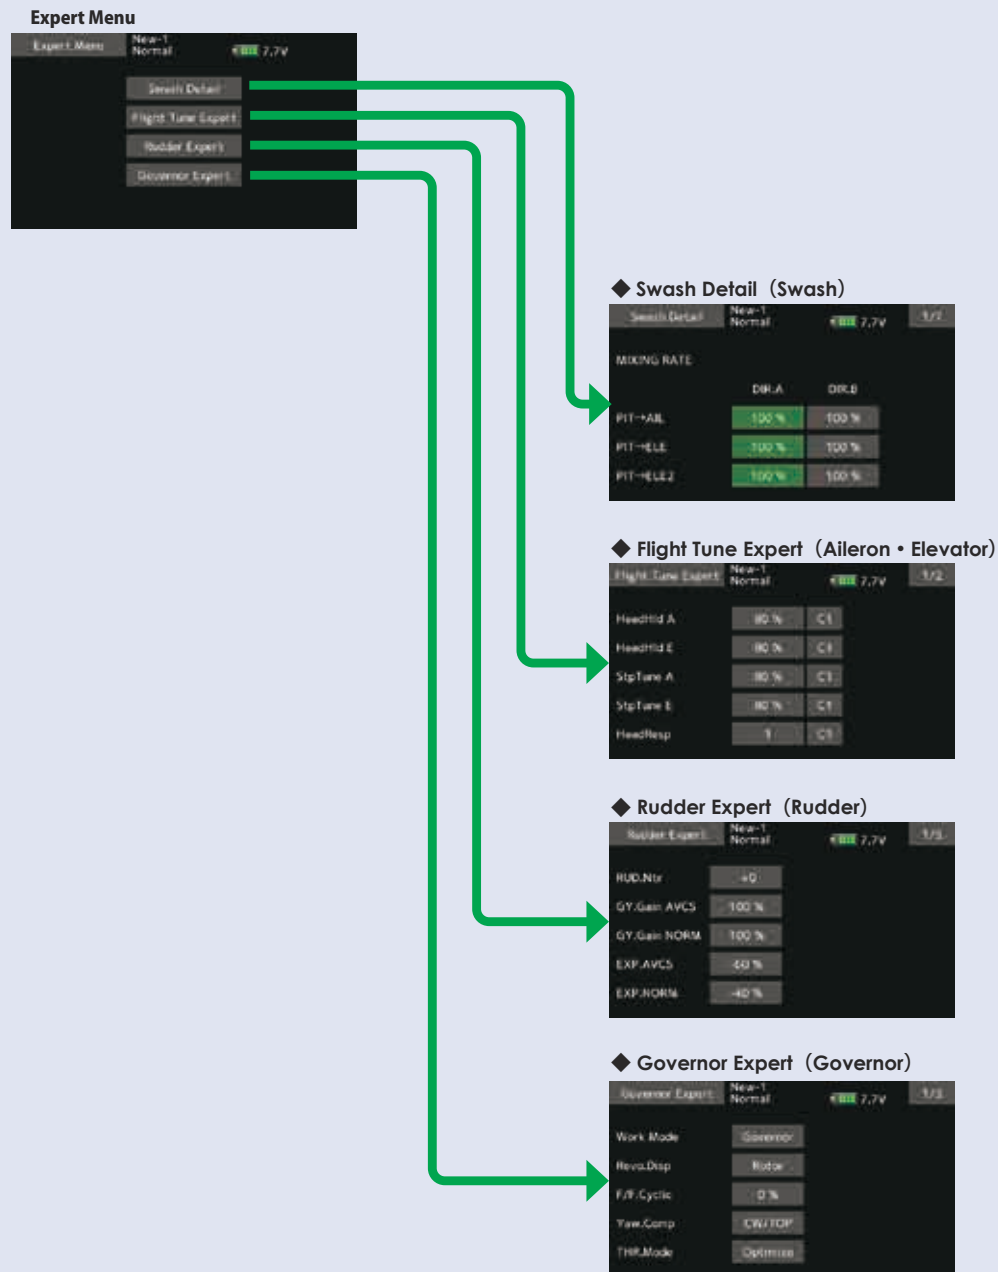 Expert Menu
Expert Menu New-1 Normal 7.7V
Swash Detail
Flight Tune Expert
Rudder Expert
Governor Expert
◆ Swash Detail（Swash）
Swash Detail New-1 Normal 7.7V
MIXING RATE
DIR.A DIR.B
PIT→AIL 100 % 100 %
PIT→ELE 100 % 100 %
PIT→ELE2 100 % 100 %
◆ Flight Tune Expert（Aileron・Elevator）
Flight Tune Expert New-1 Normal 7.7V 1/2
HeadHld A 80 % C1
HeadHld E 80 % C1
StpTune A 80 % C1
StpTune E 80 % C1
HeadResp 1 C1
◆ Rudder Expert（Rudder）
Rudder Expert New-1 Normal 7.7V
RUD.Ntr +0
GY.Gain AVCS 100 %
GY.Gain NORM 100 %
EXP.AVCS
EXP.NORM -40 %
◆ Governor Expert（Governor）
Governor Expert New-1 Normal 7.7V 1/3
Work Mode Governor
Revo.Disp Rotor
F/F.Cyclic 0 %
Yaw.Comp CW/TOP
THR.Mode Optimize